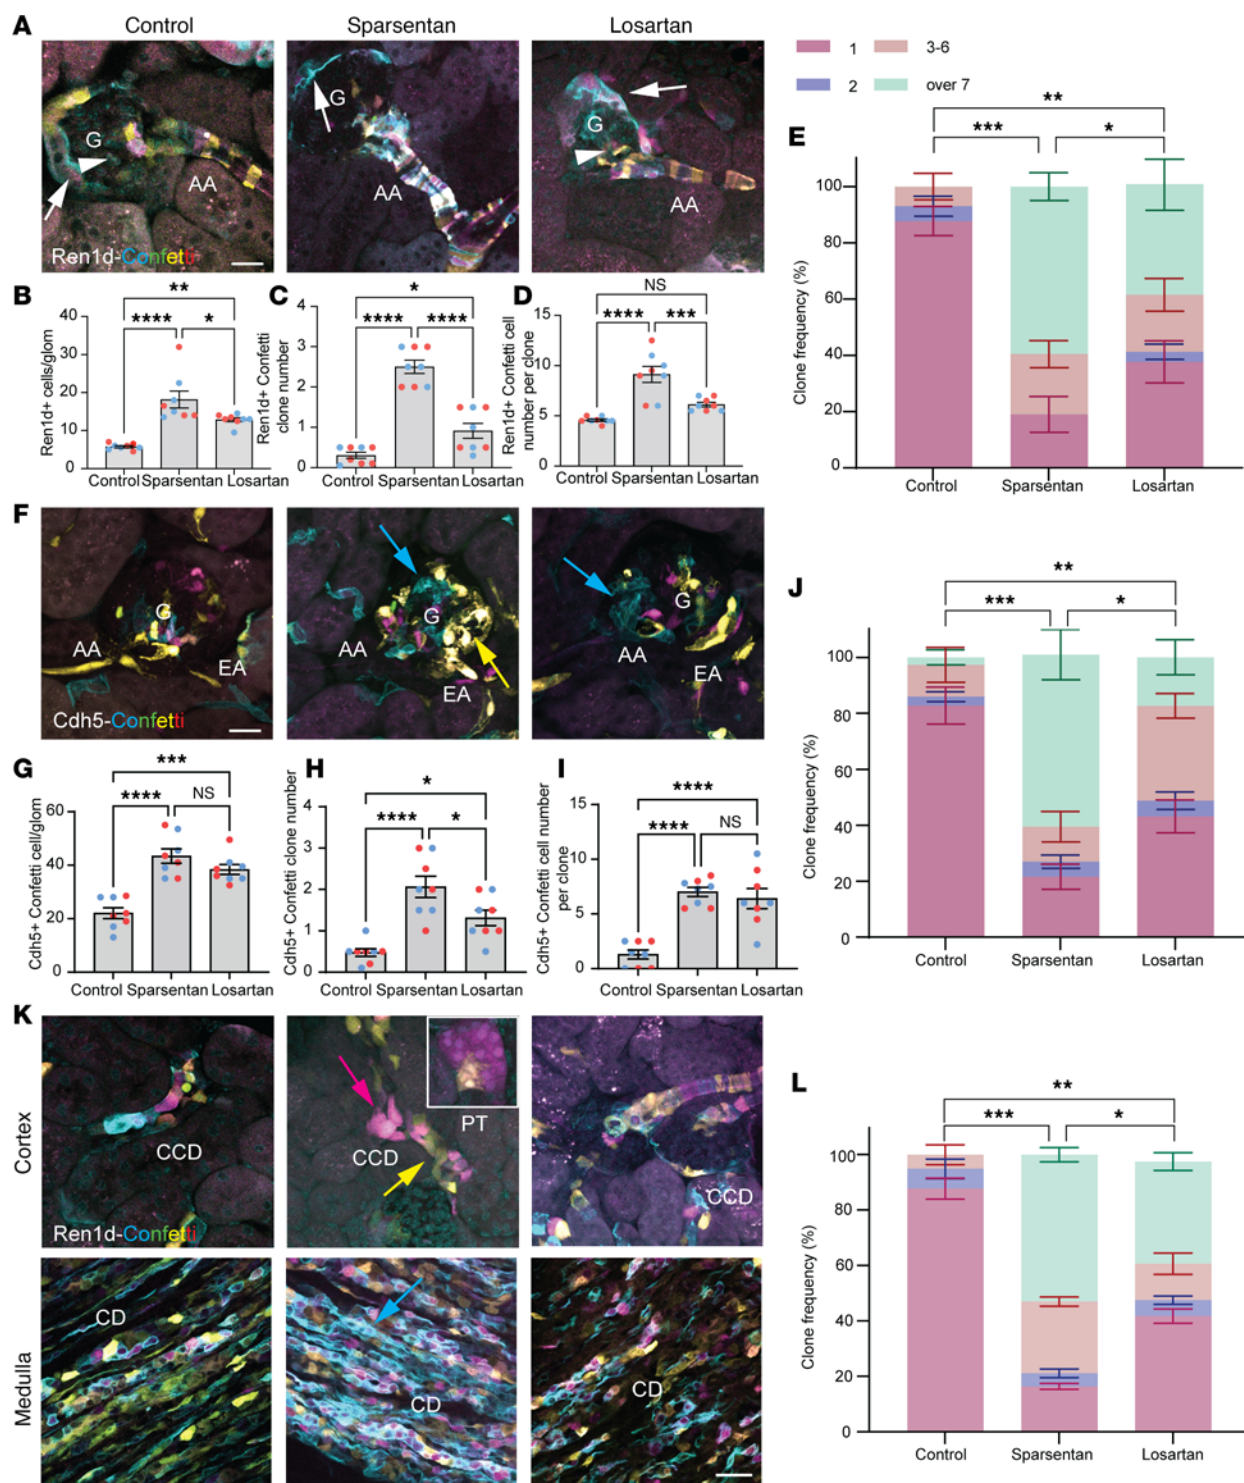 A
Control
Sparsentan
Losartan
G
AA
Ren1d-Confetti
G
AA
G
AA
1
3-6
2
over 7
B
Ren1d+ cells/glom
40
30
20
10
0
**
****
*
Control Sparsentan Losartan
C
Ren1d+ Confetti
clone number
4
3
2
1
0
*
****
****
Control Sparsentan Losartan
D
Ren1d+ Confetti cell
number per clone
15
10
5
0
NS
****
***
Control Sparsentan Losartan
E
Clone frequency (%)
100
80
60
40
20
0
**
***
*
Control
Sparsentan
Losartan
F
G
AA
EA
Cdh5-Confetti
G
AA
EA
G
AA
EA
G
Cdh5+ Confetti cell/glom
60
40
20
0
***
****
NS
Control Sparsentan Losartan
H
Cdh5+ Confetti clone number
4
3
2
1
0
*
****
*
Control Sparsentan Losartan
I
Cdh5+ Confetti cell number
per clone
15
10
5
0
****
****
NS
Control Sparsentan Losartan
J
Clone frequency (%)
100
80
60
40
20
0
**
***
*
Control
Sparsentan
Losartan
K
Cortex
CCD
Ren1d-Confetti
PT
CCD
CCD
Medulla
CD
CD
CD
L
Clone frequency (%)
100
80
60
40
20
0
**
***
*
Control
Sparsentan
Losartan